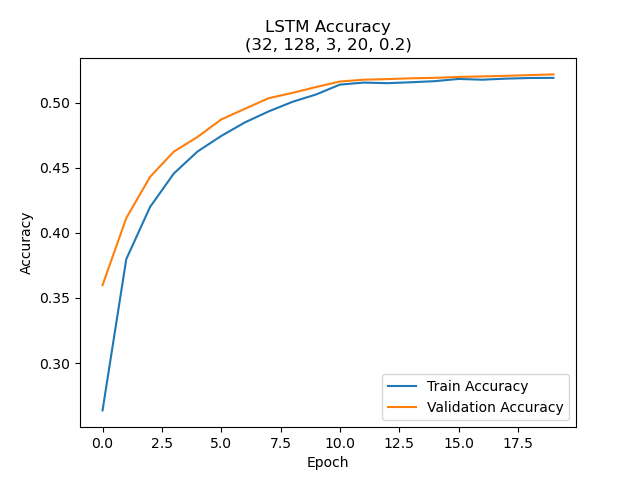 LSTM Accuracy
(32, 128, 3, 20, 0.2)
Accuracy
0.50
0.45
0.40
0.35
0.30
Train Accuracy
Validation Accuracy
0.0 2.5 5.0 7.5 10.0 12.5 15.0 17.5
Epoch